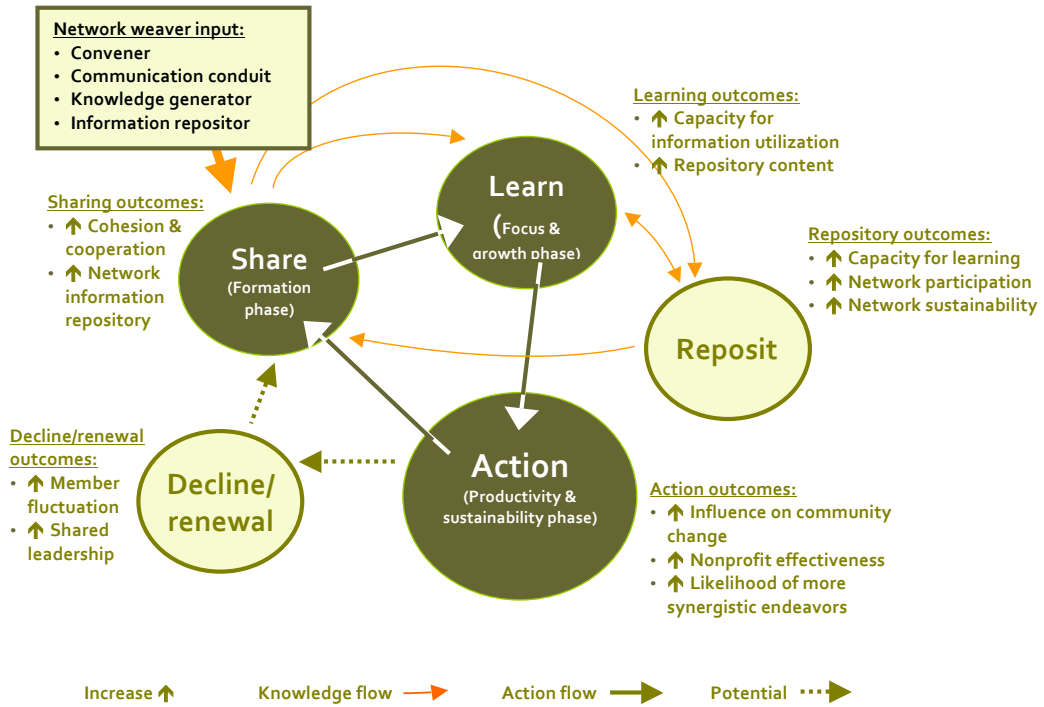 Network weaver input:
• Convener
• Communication conduit
• Knowledge generator
• Information repositor
Learning outcomes:
• ↑ Capacity for
information utilization
• ↑ Repository content
Learn
(Focus &
growth phase)
Sharing outcomes:
• ↑ Cohesion &
cooperation
• ↑ Network
information
repository
Share
(Formation
phase)
Repository outcomes:
• ↑ Capacity for learning
• ↑ Network participation
• ↑ Network sustainability
Reposit
Decline/renewal
outcomes:
• ↑ Member
fluctuation
• ↑ Shared
leadership
Decline/
renewal
Action
(Productivity &
sustainability phase)
Action outcomes:
• ↑ Influence on community
change
• ↑ Nonprofit effectiveness
• ↑ Likelihood of more
synergistic endeavors
Increase ↑ Knowledge flow → Action flow → Potential